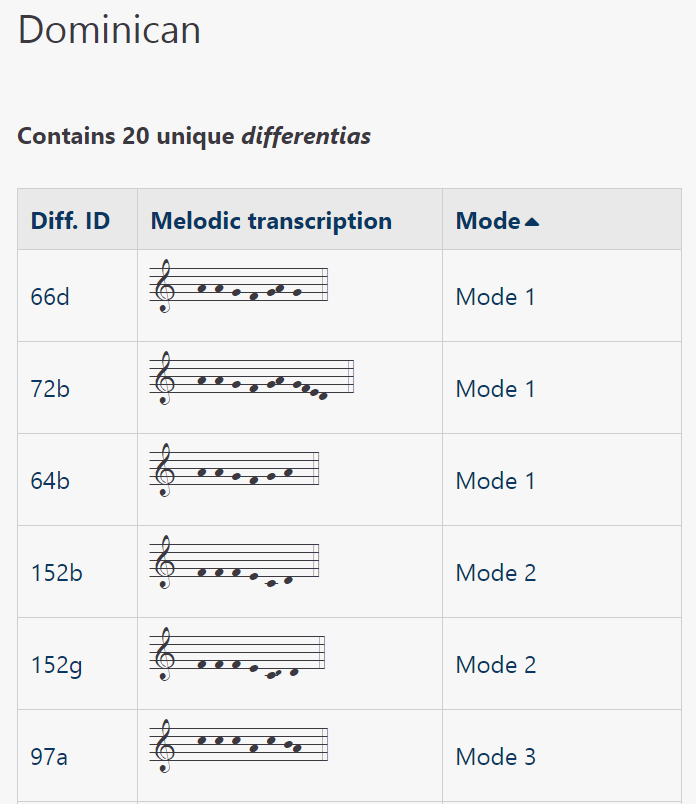 Dominican
Contains 20 unique differentias
Diff. ID Melodic transcription Mode
66d Mode 1
72b Mode 1
64b Mode 1
152b Mode 2
152g Mode 2
97a Mode 3